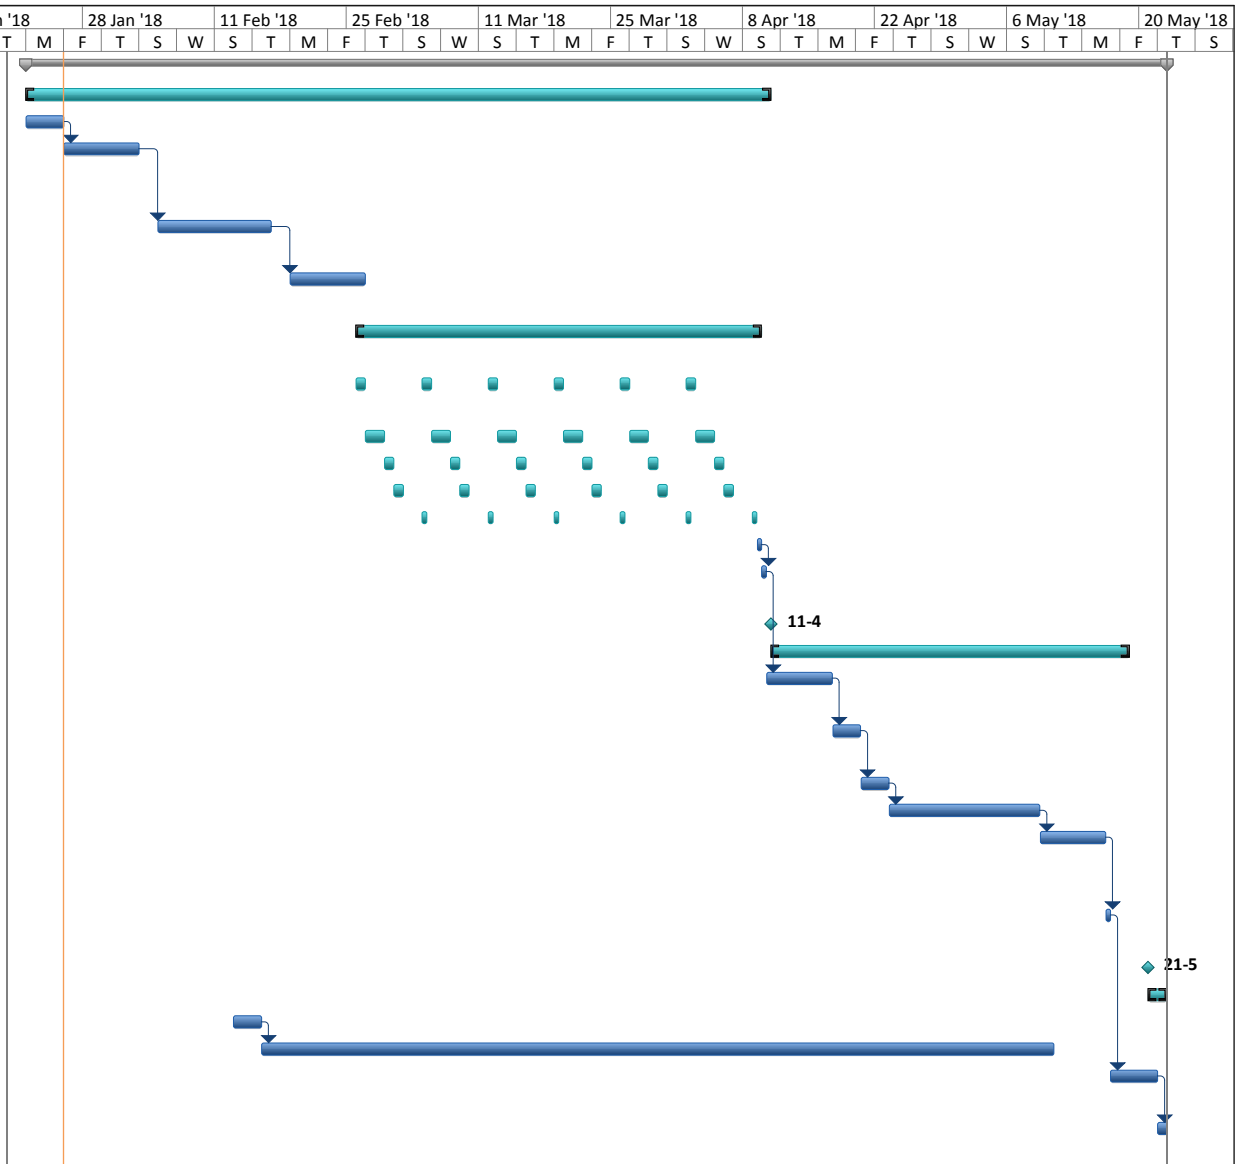 '18 28 Jan '18 11 Feb '18 25 Feb '18 11 Mar '18 25 Mar '18 8 Apr '18 22 Apr '18 6 May '18 20 May '18
T M F T S W S T M F T S W S T M F T S W S T M F T S W S T M F T S
11-4
21-5